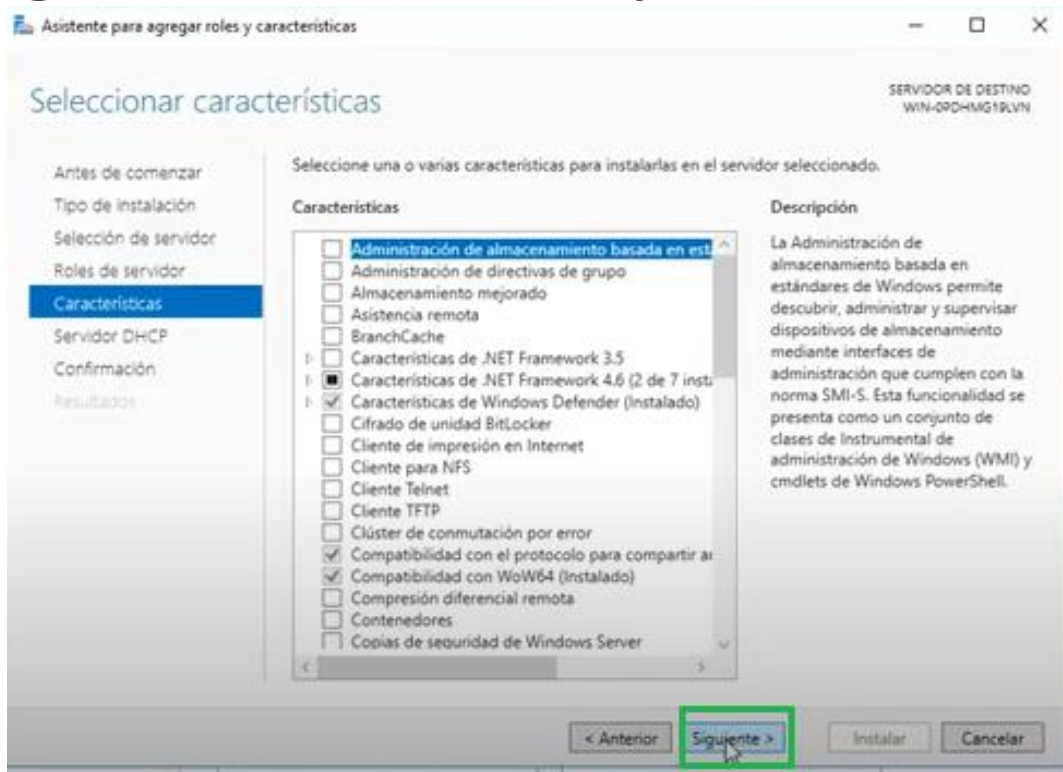 Asistente para agregar roles y características
Seleccionar características
SERVIDOR DE DESTINO
WIN-0PDHMG19LVN
Antes de comenzar
Tipo de instalación
Selección de servidor
Roles de servidor
Características
Servidor DHCP
Confirmación
Resultados
Seleccione una o varias características para instalarlas en el servidor seleccionado.
Características
Administración de almacenamiento basada en est
Administración de directivas de grupo
Almacenamiento mejorado
Asistencia remota
BranchCache
Características de .NET Framework 3.5
Características de .NET Framework 4.6 (2 de 7 inst
Características de Windows Defender (Instalado)
Cifrado de unidad BitLocker
Cliente de impresión en Internet
Cliente para NFS
Cliente Telnet
Cliente TFTP
Clúster de conmutación por error
Compatibilidad con el protocolo para compartir ar
Compatibilidad con WoW64 (Instalado)
Compresión diferencial remota
Contenedores
Copias de seguridad de Windows Server
Descripción
La Administración de
almacenamiento basada en
estándares de Windows permite
descubrir, administrar y supervisar
dispositivos de almacenamiento
mediante interfaces de
administración que cumplen con la
norma SMI-S. Esta funcionalidad se
presenta como un conjunto de
clases de Instrumental de
administración de Windows (WMI) y
cmdlets de Windows PowerShell.
< Anterior
Siguiente >
Instalar
Cancelar